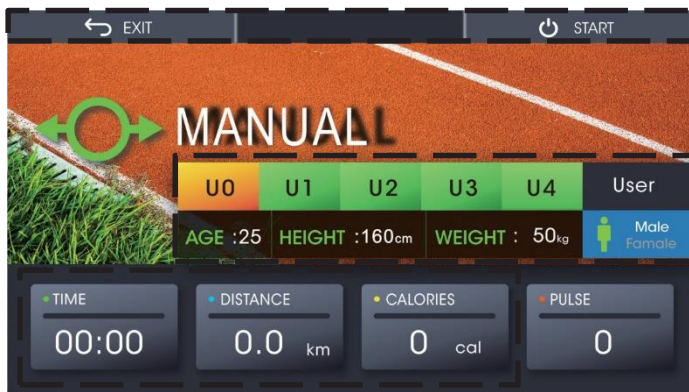 EXIT START
MANUAL
U0 U1 U2 U3 U4 User
AGE :25 HEIGHT :160cm WEIGHT : 50kg Male
Famale
TIME DISTANCE CALORIES PULSE
00:00 0.0 km 0 cal 0